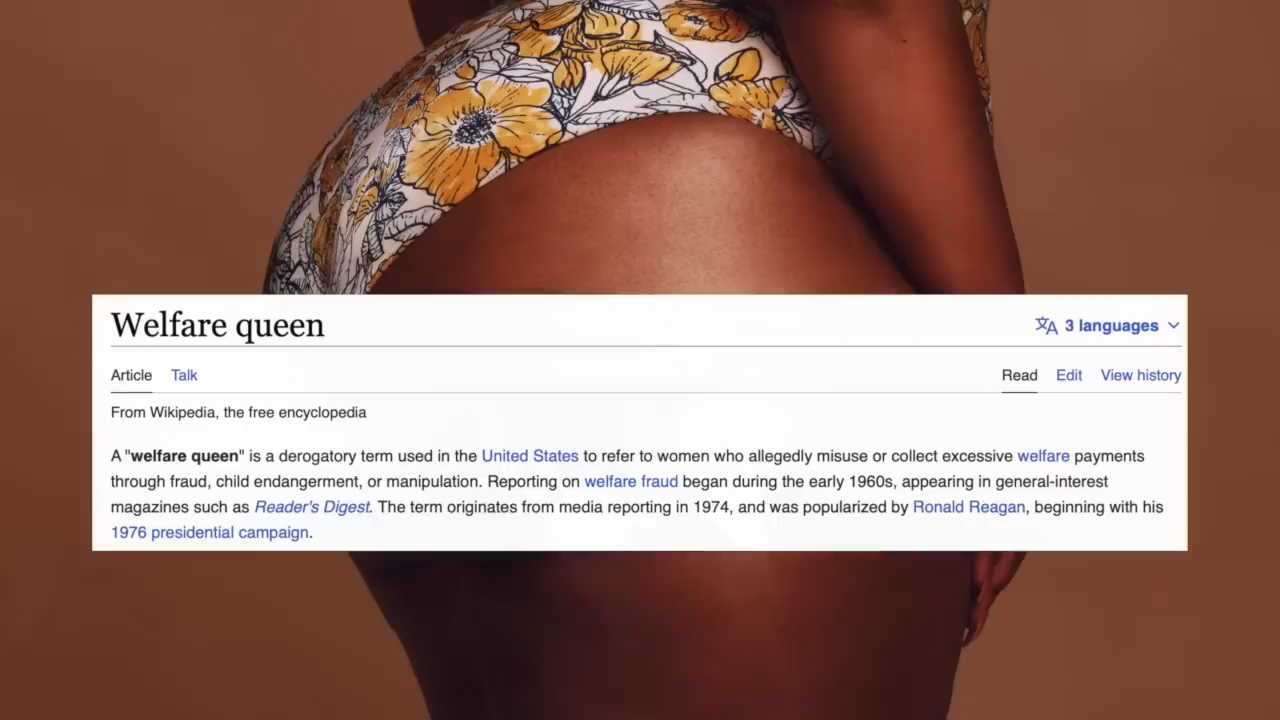 Welfare queen
3 languages
Article Talk Read Edit View history
From Wikipedia, the free encyclopedia
A "welfare queen" is a derogatory term used in the United States to refer to women who allegedly misuse or collect excessive welfare payments
through fraud, child endangerment, or manipulation. Reporting on welfare fraud began during the early 1960s, appearing in general-interest
magazines such as Reader's Digest. The term originates from media reporting in 1974, and was popularized by Ronald Reagan, beginning with his
1976 presidential campaign.